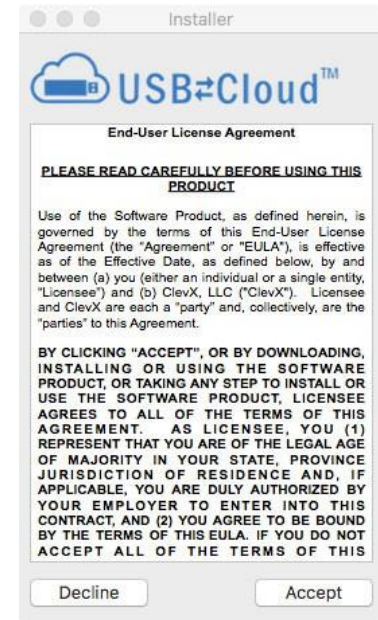 Installer
USB⇄Cloud™
End-User License Agreement
PLEASE READ CAREFULLY BEFORE USING THIS
PRODUCT
Use of the Software Product, as defined herein, is
governed by the terms of this End-User License
Agreement (the "Agreement" or "EULA"), is effective
as of the Effective Date, as defined below, by and
between (a) you (either an individual or a single entity,
"Licensee") and (b) ClevX, LLC ("ClevX"). Licensee
and ClevX are each a "party" and, collectively, are the
"parties" to this Agreement.
BY CLICKING "ACCEPT", OR BY DOWNLOADING,
INSTALLING OR USING THE SOFTWARE
PRODUCT, OR TAKING ANY STEP TO INSTALL OR
USE THE SOFTWARE PRODUCT, LICENSEE
AGREES TO ALL OF THE TERMS OF THIS
AGREEMENT. AS LICENSEE, YOU (1)
REPRESENT THAT YOU ARE OF THE LEGAL AGE
OF MAJORITY IN YOUR STATE, PROVINCE
JURISDICTION OF RESIDENCE AND, IF
APPLICABLE, YOU ARE DULY AUTHORIZED BY
YOUR EMPLOYER TO ENTER INTO THIS
CONTRACT, AND (2) YOU AGREE TO BE BOUND
BY THE TERMS OF THIS EULA. IF YOU DO NOT
ACCEPT ALL OF THE TERMS OF THIS
Decline Accept